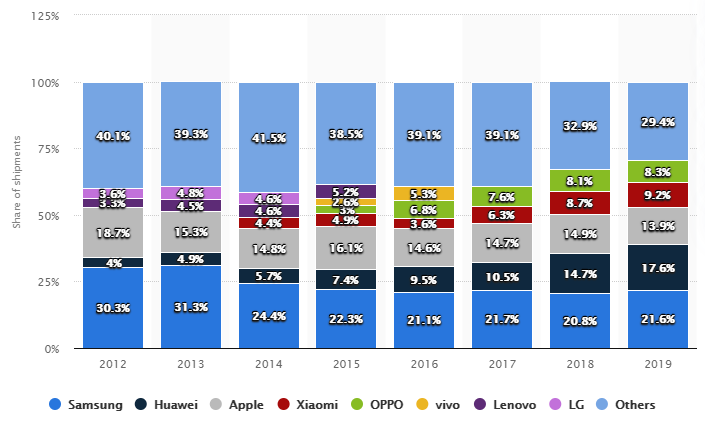 125%
100%
75%
50%
25%
0%
Share of shipments
40.1% 39.3% 41.5% 38.5% 39.1% 39.1% 32.9% 29.4%
3.6% 4.8% 4.6% 5.2% 5.3% 7.6% 8.1% 8.3%
3.3% 4.5% 4.6% 2.6% 6.8% 6.3% 8.7% 9.2%
4.4% 3% 3.6%
4.9%
18.7% 15.3% 14.8% 16.1% 14.6% 14.7% 14.9% 13.9%
4% 4.9% 5.7% 7.4% 9.5% 10.5% 14.7% 17.6%
30.3% 31.3% 24.4% 22.3% 21.1% 21.7% 20.8% 21.6%
2012 2013 2014 2015 2016 2017 2018 2019
Samsung Huawei Apple Xiaomi OPPO vivo Lenovo LG Others